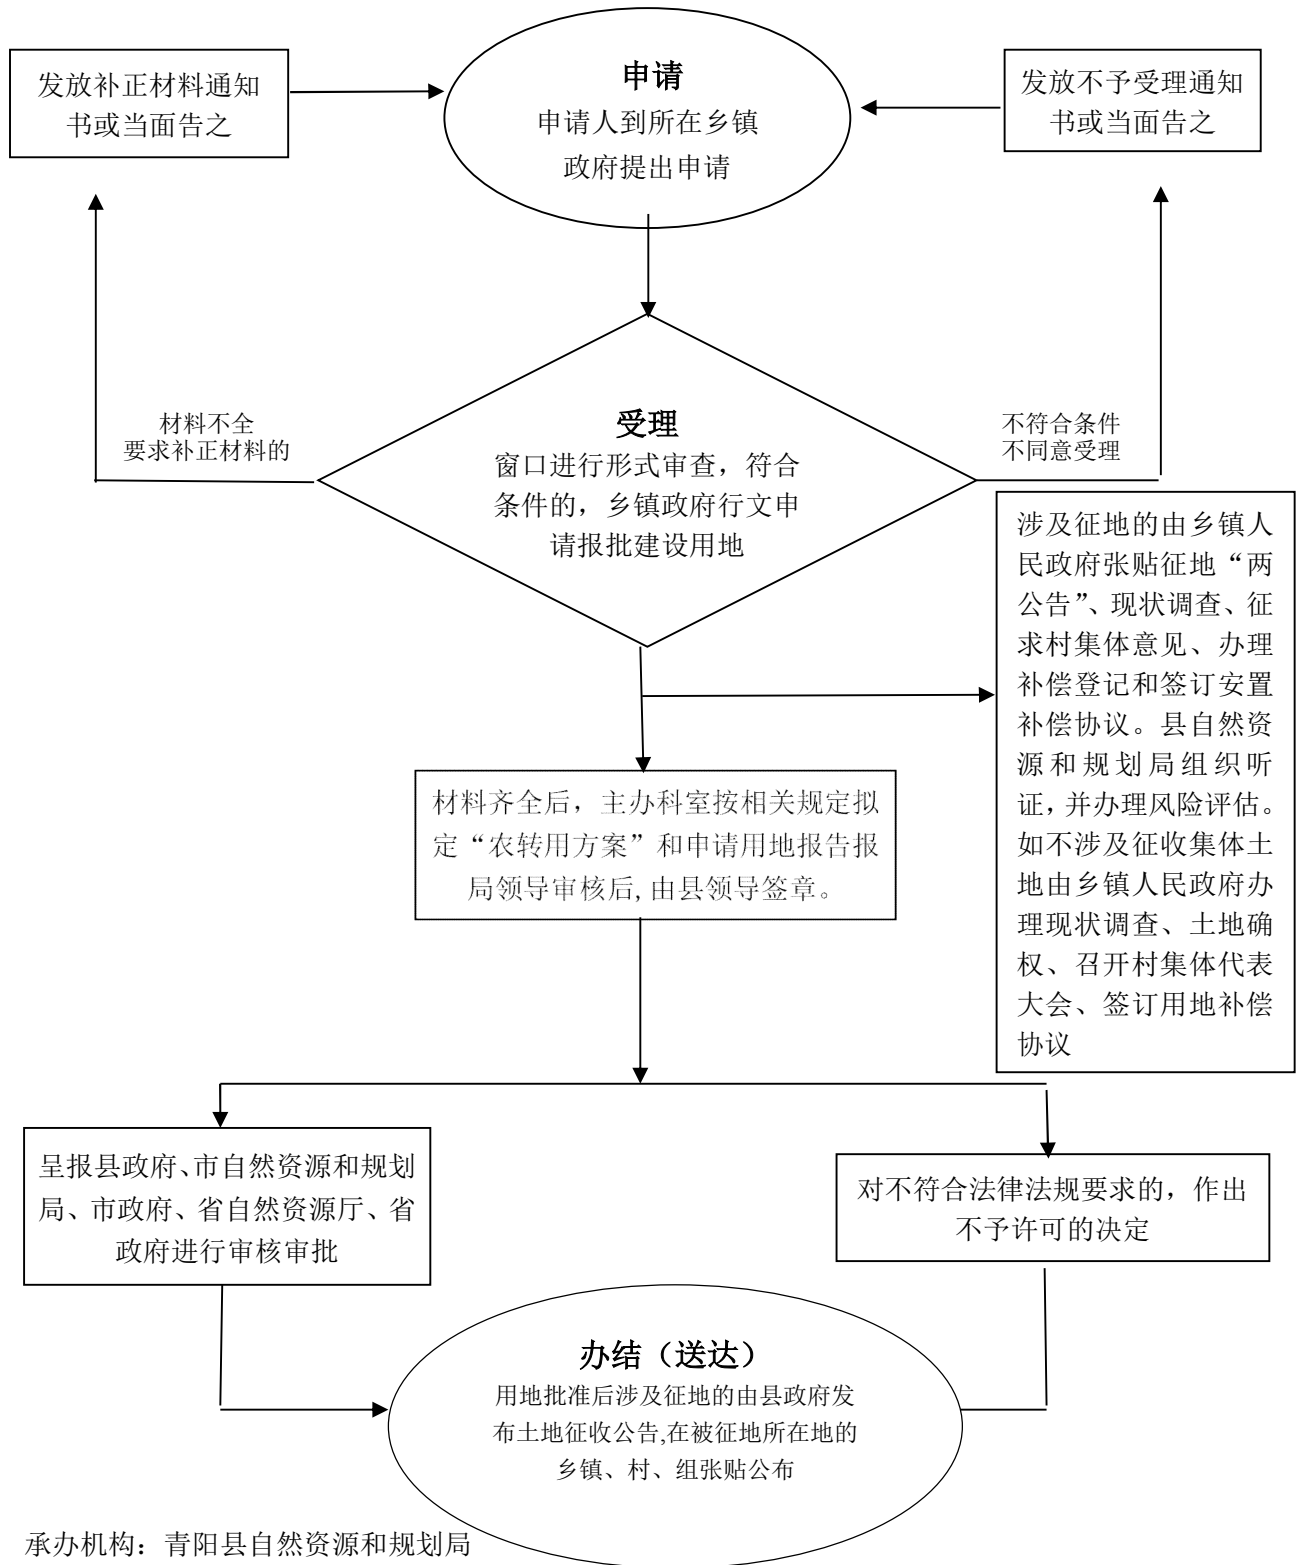 申请
申请人到所在乡镇
政府提出申请
发放补正材料通知
书或当面告之
发放不予受理通知
书或当面告之
材料不全
要求补正材料的
受理
窗口进行形式审查，符合
条件的，乡镇政府行文申
请报批建设用地
不符合条件
不同意受理
涉及征地的由乡镇人
民政府张贴征地“两
公告”、现状调查、征
求村集体意见、办理
补偿登记和签订安置
补偿协议。县自然资
源和规划局组织听
证,并办理风险评估。
如不涉及征收集体土
地由乡镇人民政府办
理现状调查、土地确
权、召开村集体代表
大会、签订用地补偿
协议
材料齐全后，主办科室按相关规定拟
定“农转用方案”和申请用地报告报
局领导审核后,由县领导签章。
呈报县政府、市自然资源和规划
局、市政府、省自然资源厅、省
政府进行审核审批
对不符合法律法规要求的，作出
不予许可的决定
办结（送达）
用地批准后涉及征地的由县政府发
布土地征收公告,在被征地所在地的
乡镇、村、组张贴公布
承办机构：青阳县自然资源和规划局